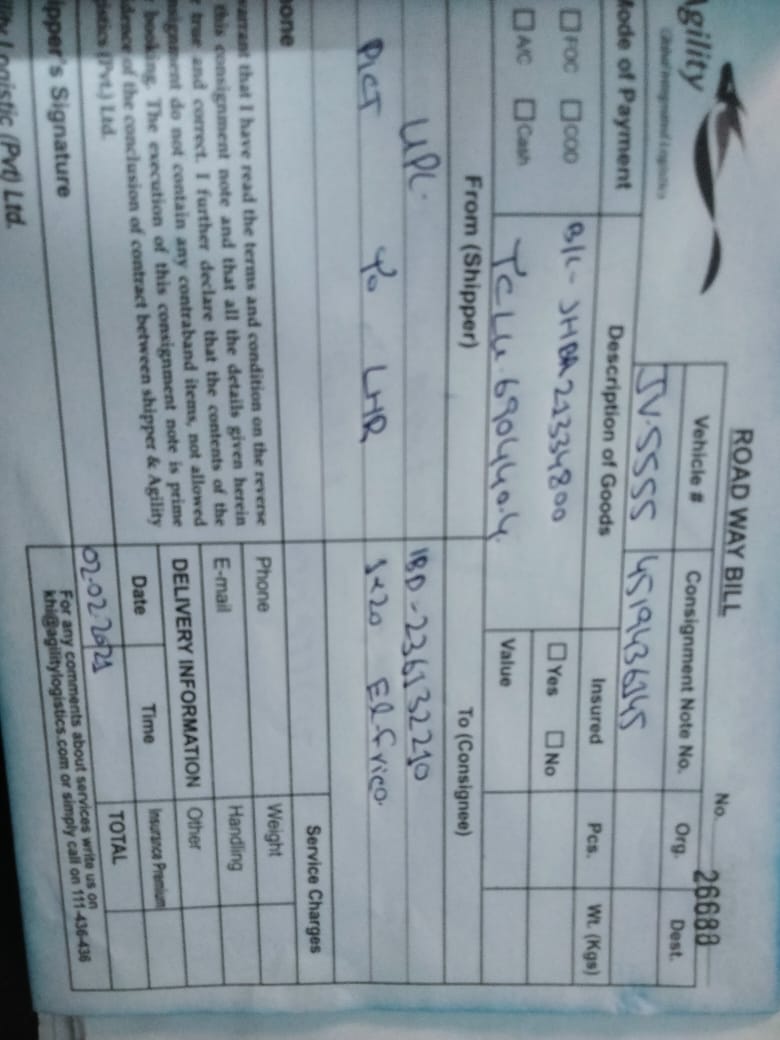 ROAD WAY BILL
No. 26688
Agility
Global Integrated Logistics
Vehicle #
Consignment Note No.
Org.
Dest.
JV-5555
4519436145
Mode of Payment
Description of Goods
Insured
Pcs.
Wt. (Kgs)
FOC
COD
B/L- JHBA21334800
Yes
No
A/C
Cash
TCLU.690440.4
Value
From (Shipper)
To (Consignee)
UPL
IBD-236132210
PICT To LHR
1x20 El-frico
Service Charges
hone
Phone
Weight
warrant that I have read the terms and condition on the reverse
this consignment note and that all the details given herein
true and correct. I further declare that the contents of the
nsignment do not contain any contraband items, not allowed
booking. The execution of this consignment note is prime
idence of the conclusion of contract between shipper & Agility
gistics (Pvt.) Ltd.
E-mail
Handling
DELIVERY INFORMATION
Other
Date
Time
Insurance Premium
02-02-2021
TOTAL
ipper's Signature
For any comments about services write us on
khi@agilitylogistics.com or simply call on 111-436-436
ility Logistic (Pvt) Ltd.